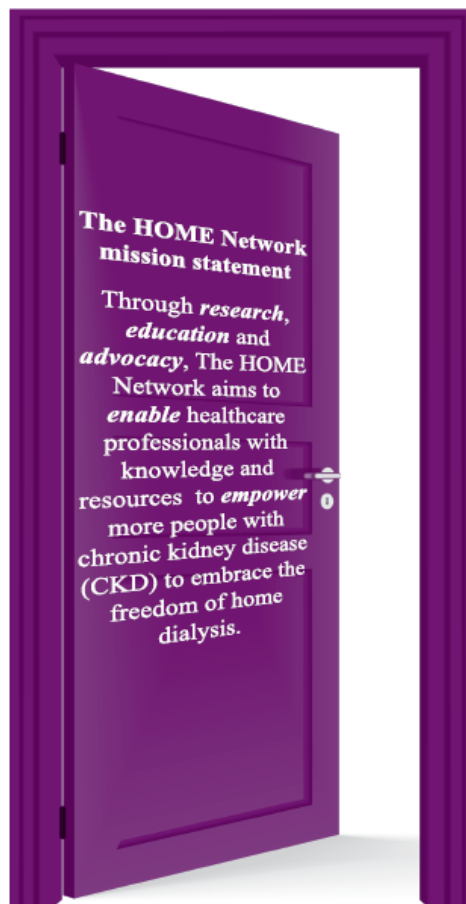 The HOME Network
mission statement
Through research,
education and
advocacy, The HOME
Network aims to
enable healthcare
professionals with
knowledge and
resources to empower
more people with
chronic kidney disease
(CKD) to embrace the
freedom of home
dialysis.